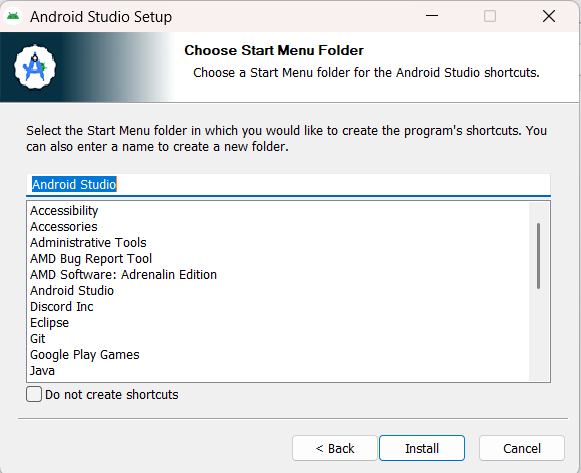 Android Studio Setup
Choose Start Menu Folder
Choose a Start Menu folder for the Android Studio shortcuts.
Select the Start Menu folder in which you would like to create the program's shortcuts. You
can also enter a name to create a new folder.
Android Studio
Accessibility
Accessories
Administrative Tools
AMD Bug Report Tool
AMD Software: Adrenalin Edition
Android Studio
Discord Inc
Eclipse
Git
Google Play Games
Java
Do not create shortcuts
< Back
Install
Cancel